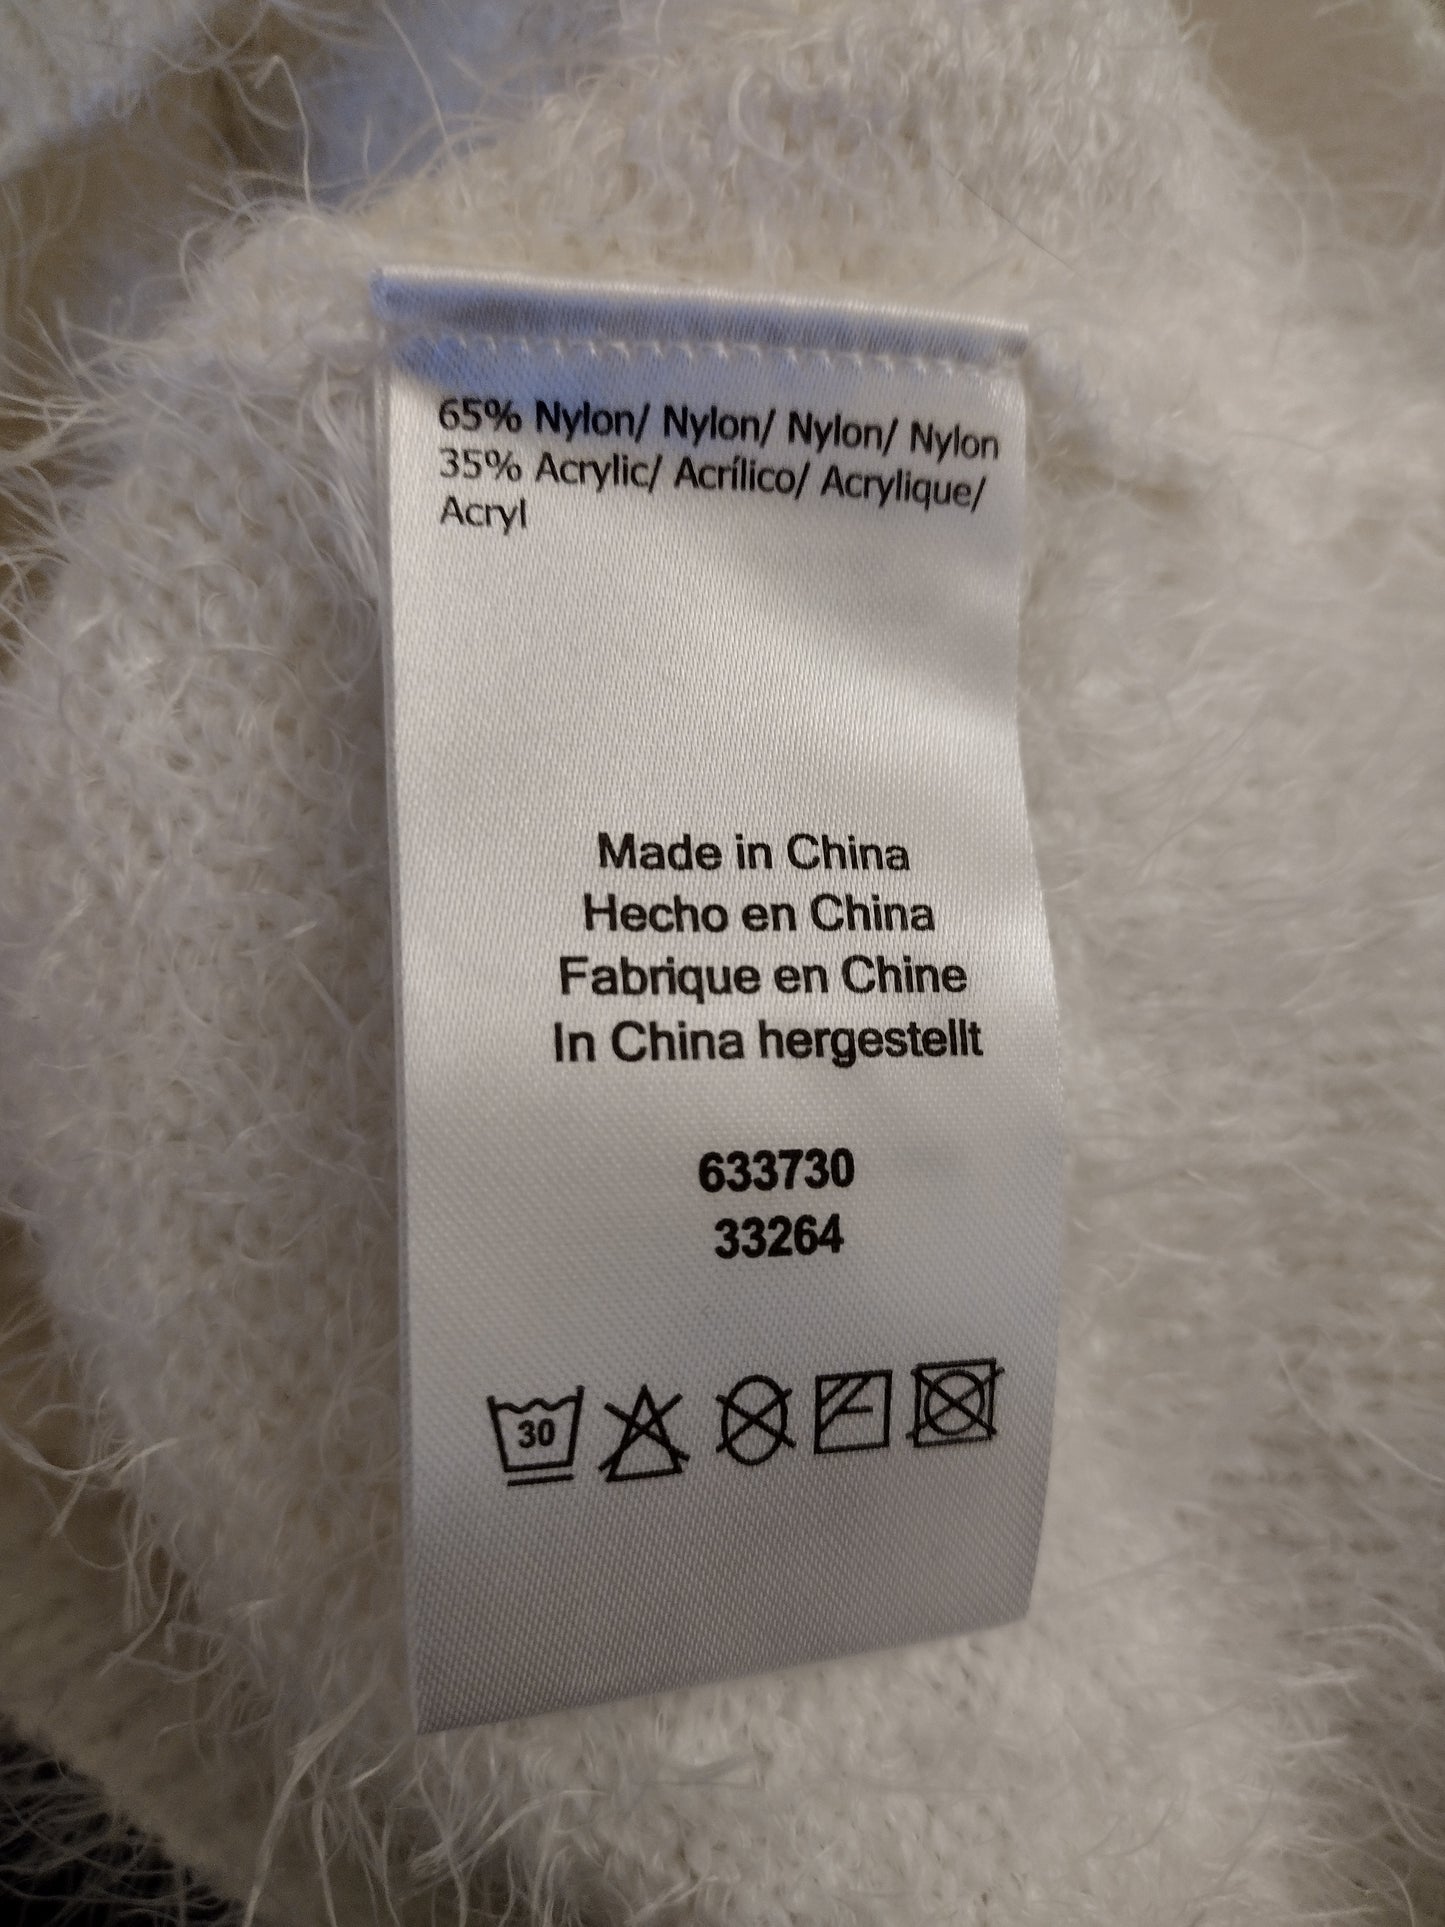 65% Nylon/ Nylon/ Nylon/ Nylon
35% Acrylic/ Acrílico/ Acrylique/
Acryl
Made in China
Hecho en China
Fabrique en Chine
In China hergestellt
633730
33264
30